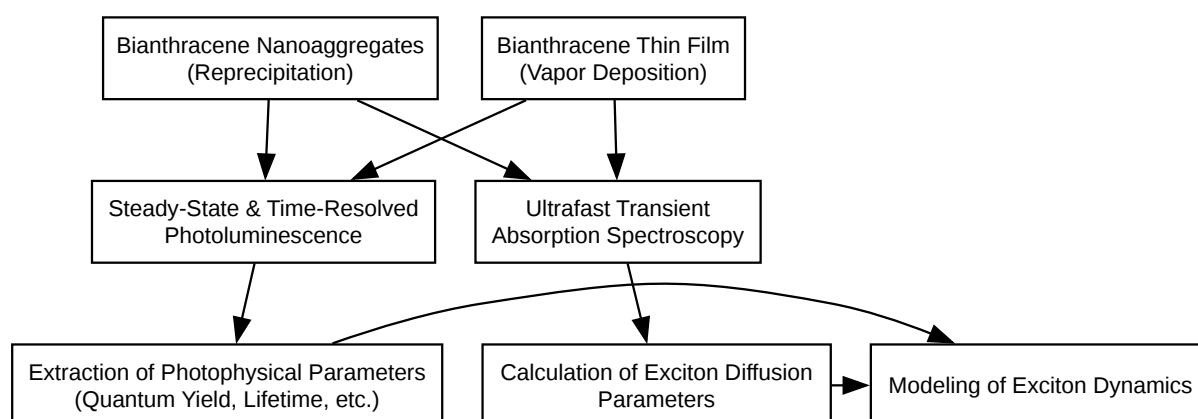 Bianthracene Nanoaggregates
(Reprecipitation)
Bianthracene Thin Film
(Vapor Deposition)
Steady-State & Time-Resolved
Photoluminescence
Ultrafast Transient
Absorption Spectroscopy
Extraction of Photophysical Parameters
(Quantum Yield, Lifetime, etc.)
Calculation of Exciton Diffusion
Parameters
Modeling of Exciton Dynamics